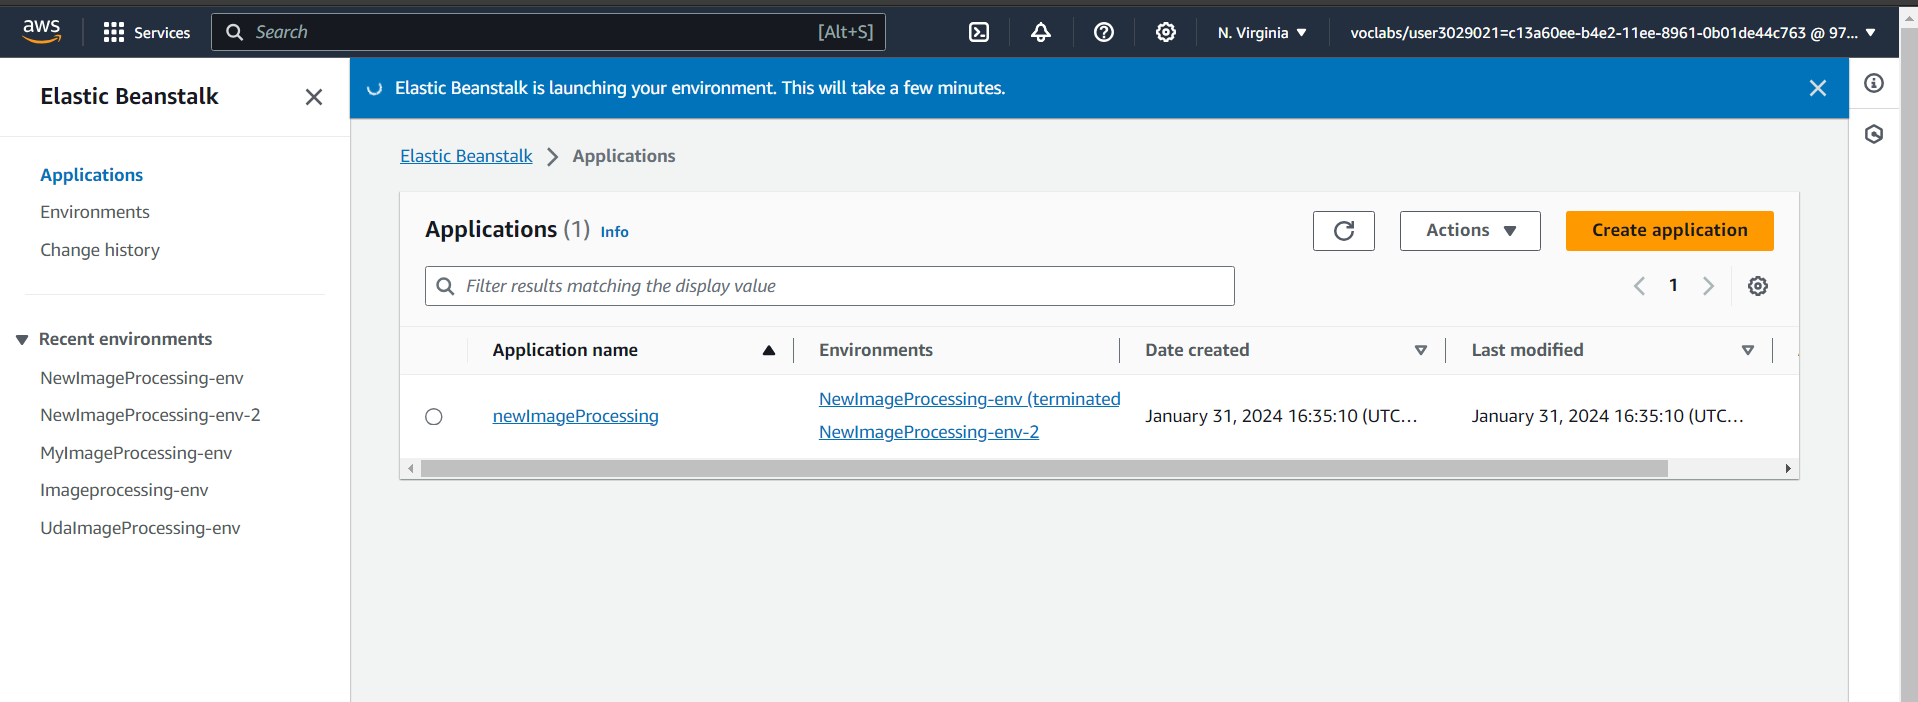 aws
Services
Search
[Alt+S]
N. Virginia
voclabs/user3029021=c13a60ee-b4e2-11ee-8961-0b01de44c763 @ 97...
Elastic Beanstalk
Elastic Beanstalk is launching your environment. This will take a few minutes.
Applications
Environments
Change history
Recent environments
NewImageProcessing-env
NewImageProcessing-env-2
MyImageProcessing-env
Imageprocessing-env
UdaImageProcessing-env
Elastic Beanstalk > Applications
Applications (1) Info
Actions
Create application
Filter results matching the display value
1
Application name
Environments
Date created
Last modified
newImageProcessing
NewImageProcessing-env (terminated
NewImageProcessing-env-2
January 31, 2024 16:35:10 (UTC...
January 31, 2024 16:35:10 (UTC...